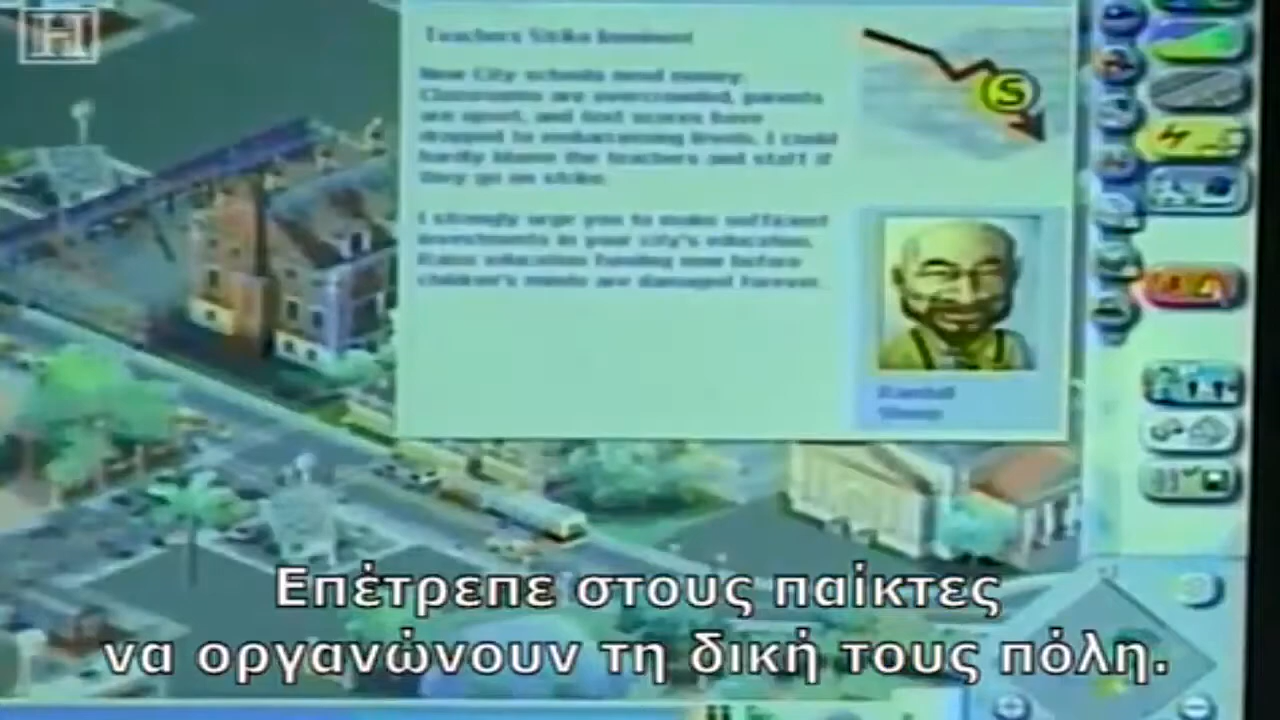 H
Teachers Strike Imminent
New City schools need money.
Classrooms are overcrowded, parents
are upset, and test scores have
dropped to embarrassing levels. I could
hardly blame the teachers and staff if
they go on strike.
I strongly urge you to make sufficient
investments in your city's education.
Raise education funding now before
children's minds are damaged forever.
S
Randall
Shoop
Επέτρεπε στους παίκτες
να οργανώνουν τη δική τους πόλη.